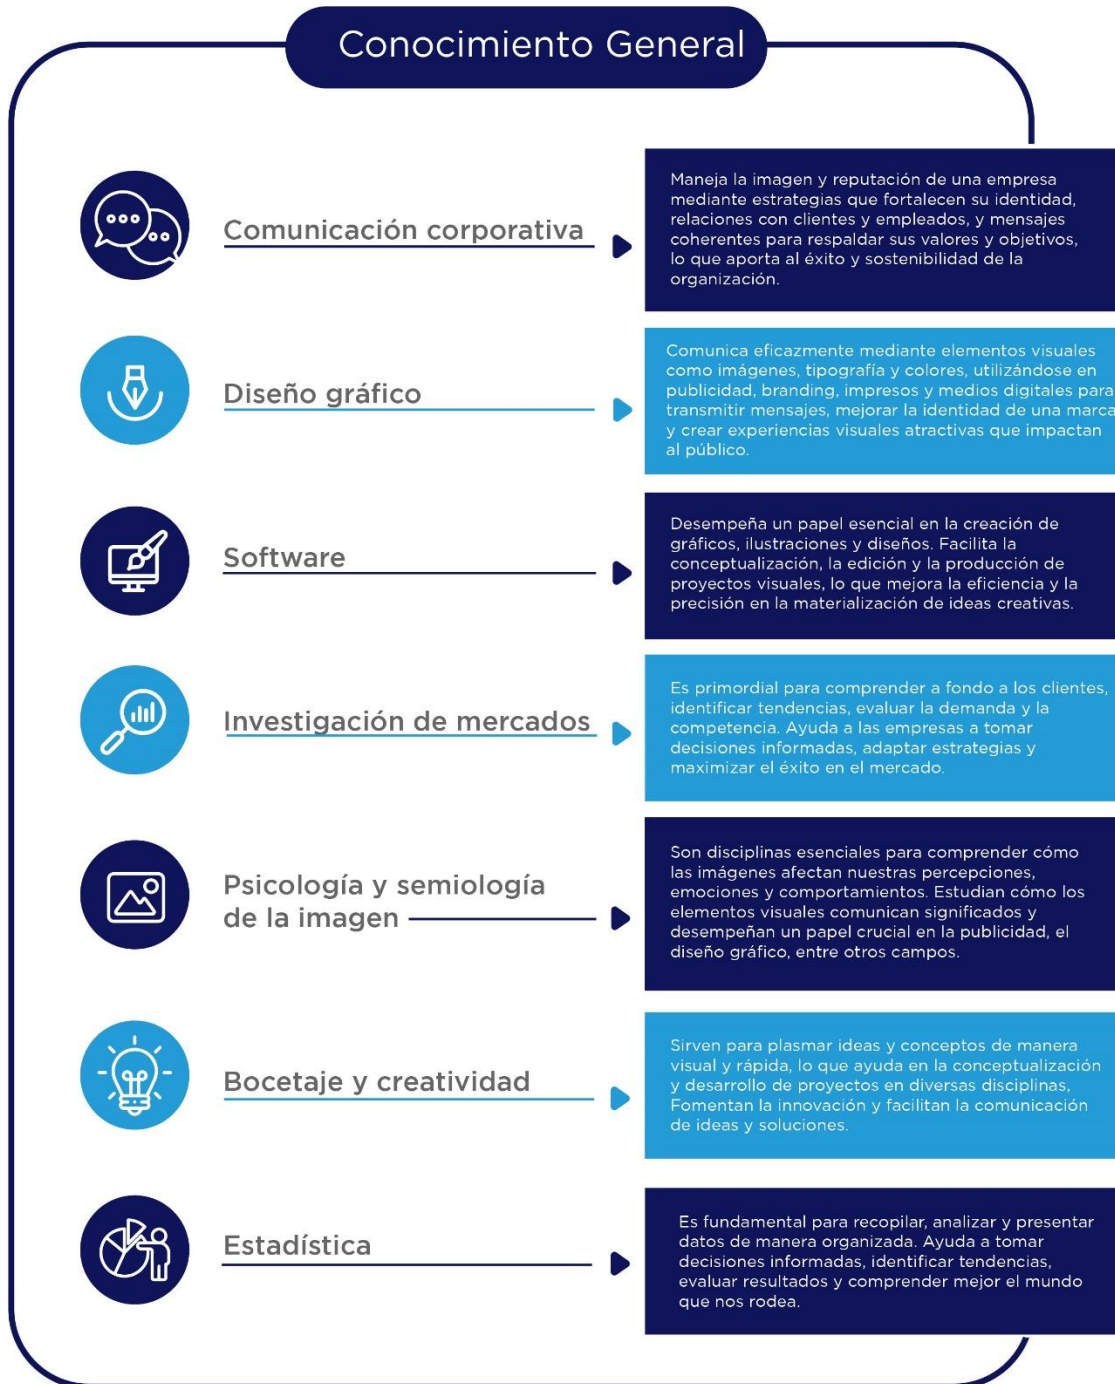 Conocimiento General
Comunicación corporativa
Maneja la imagen y reputación de una empresa
mediante estrategias que fortalecen su identidad,
relaciones con clientes y empleados, y mensajes
coherentes para respaldar sus valores y objetivos,
lo que aporta al éxito y sostenibilidad de la
organización.
Diseño gráfico
Comunica eficazmente mediante elementos visuales
como imágenes, tipografía y colores, utilizándose en
publicidad, branding, impresos y medios digitales para
transmitir mensajes, mejorar la identidad de una marca
y crear experiencias visuales atractivas que impactan
al público.
Software
Desempeña un papel esencial en la creación de
gráficos, ilustraciones y diseños. Facilita la
conceptualización, la edición y la producción de
proyectos visuales, lo que mejora la eficiencia y la
precisión en la materialización de ideas creativas.
Investigación de mercados
Es primordial para comprender a fondo a los clientes,
identificar tendencias, evaluar la demanda y la
competencia. Ayuda a las empresas a tomar
decisiones informadas, adaptar estrategias y
maximizar el éxito en el mercado.
Psicología y semiología
de la imagen
Son disciplinas esenciales para comprender cómo
las imágenes afectan nuestras percepciones,
emociones y comportamientos. Estudian cómo los
elementos visuales comunican significados y
desempeñan un papel crucial en la publicidad, el
diseño gráfico, entre otros campos.
Bocetaje y creatividad
Sirven para plasmar ideas y conceptos de manera
visual y rápida, lo que ayuda en la conceptualización
y desarrollo de proyectos en diversas disciplinas,
Fomentan la innovación y facilitan la comunicación
de ideas y soluciones.
Estadística
Es fundamental para recopilar, analizar y presentar
datos de manera organizada. Ayuda a tomar
decisiones informadas, identificar tendencias,
evaluar resultados y comprender mejor el mundo
que nos rodea.